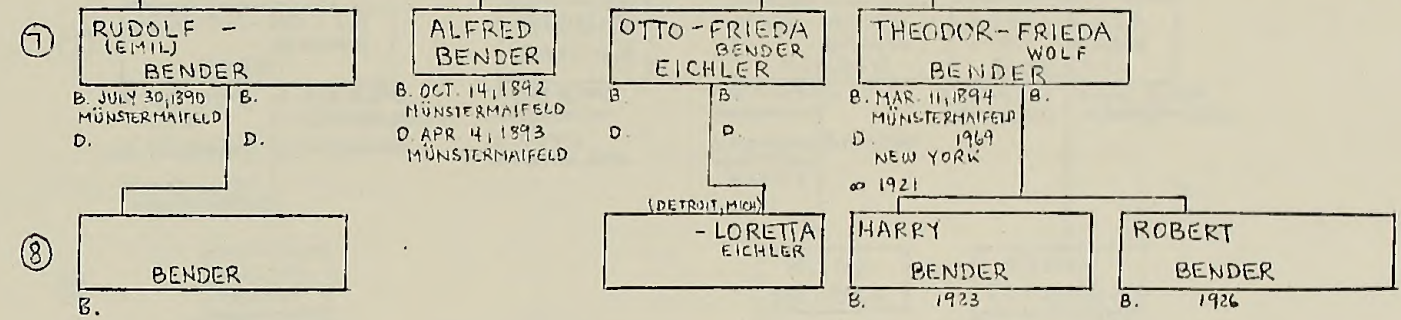 7
RUDOLF -
(EMIL)
BENDER
B. JULY 30, 1890 B.
MÜNSTERMAIFELD
D. D.
ALFRED
BENDER
B. OCT. 14, 1892
MÜNSTERMAIFELD
D. APR 4, 1893
MÜNSTERMAIFELD
OTTO - FRIEDA
BENDER
EICHLER
B. B.
D. D.
THEODOR - FRIEDA
WOLF
BENDER
B. MAR. 11, 1894 B.
MÜNSTERMAIFELD
D. 1969
NEW YORK
∞ 1921
8
BENDER
B.
(DETROIT, MICH)
- LORETTA
EICHLER
HARRY
BENDER
B. 1923
ROBERT
BENDER
B. 1926